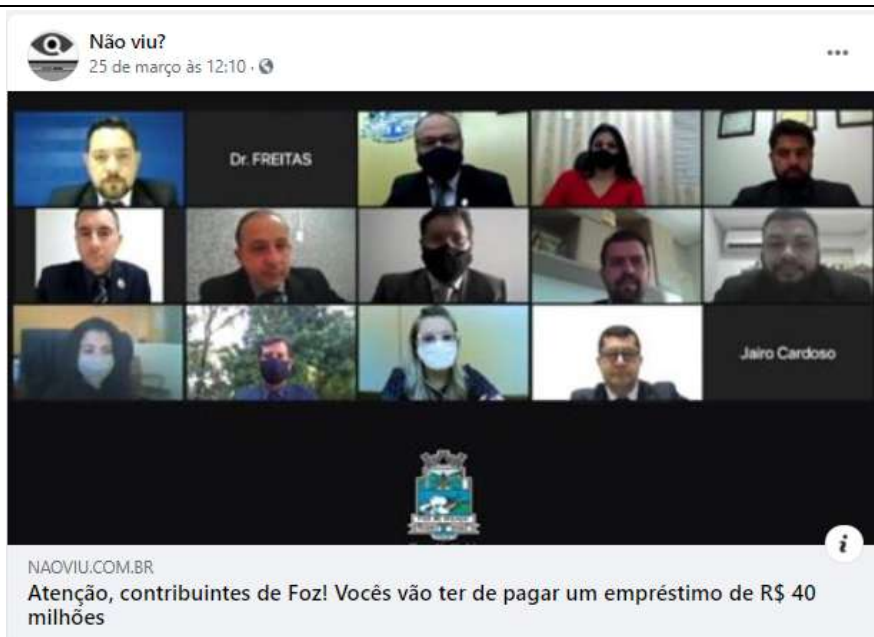 Não viu?
25 de março às 12:10
Dr. FREITAS
Jairo Cardoso
NAOVIU.COM.BR
Atenção, contribuintes de Foz! Vocês vão ter de pagar um empréstimo de R$ 40
milhões